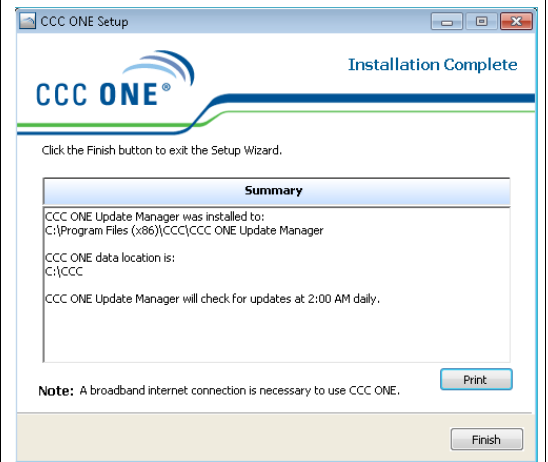 CCC ONE Setup
Installation Complete
CCC ONE®
Click the Finish button to exit the Setup Wizard.
Summary
CCC ONE Update Manager was installed to:
C:\Program Files (x86)\CCC\CCC ONE Update Manager
CCC ONE data location is:
C:\CCC
CCC ONE Update Manager will check for updates at 2:00 AM daily.
Print
Note: A broadband internet connection is necessary to use CCC ONE.
Finish